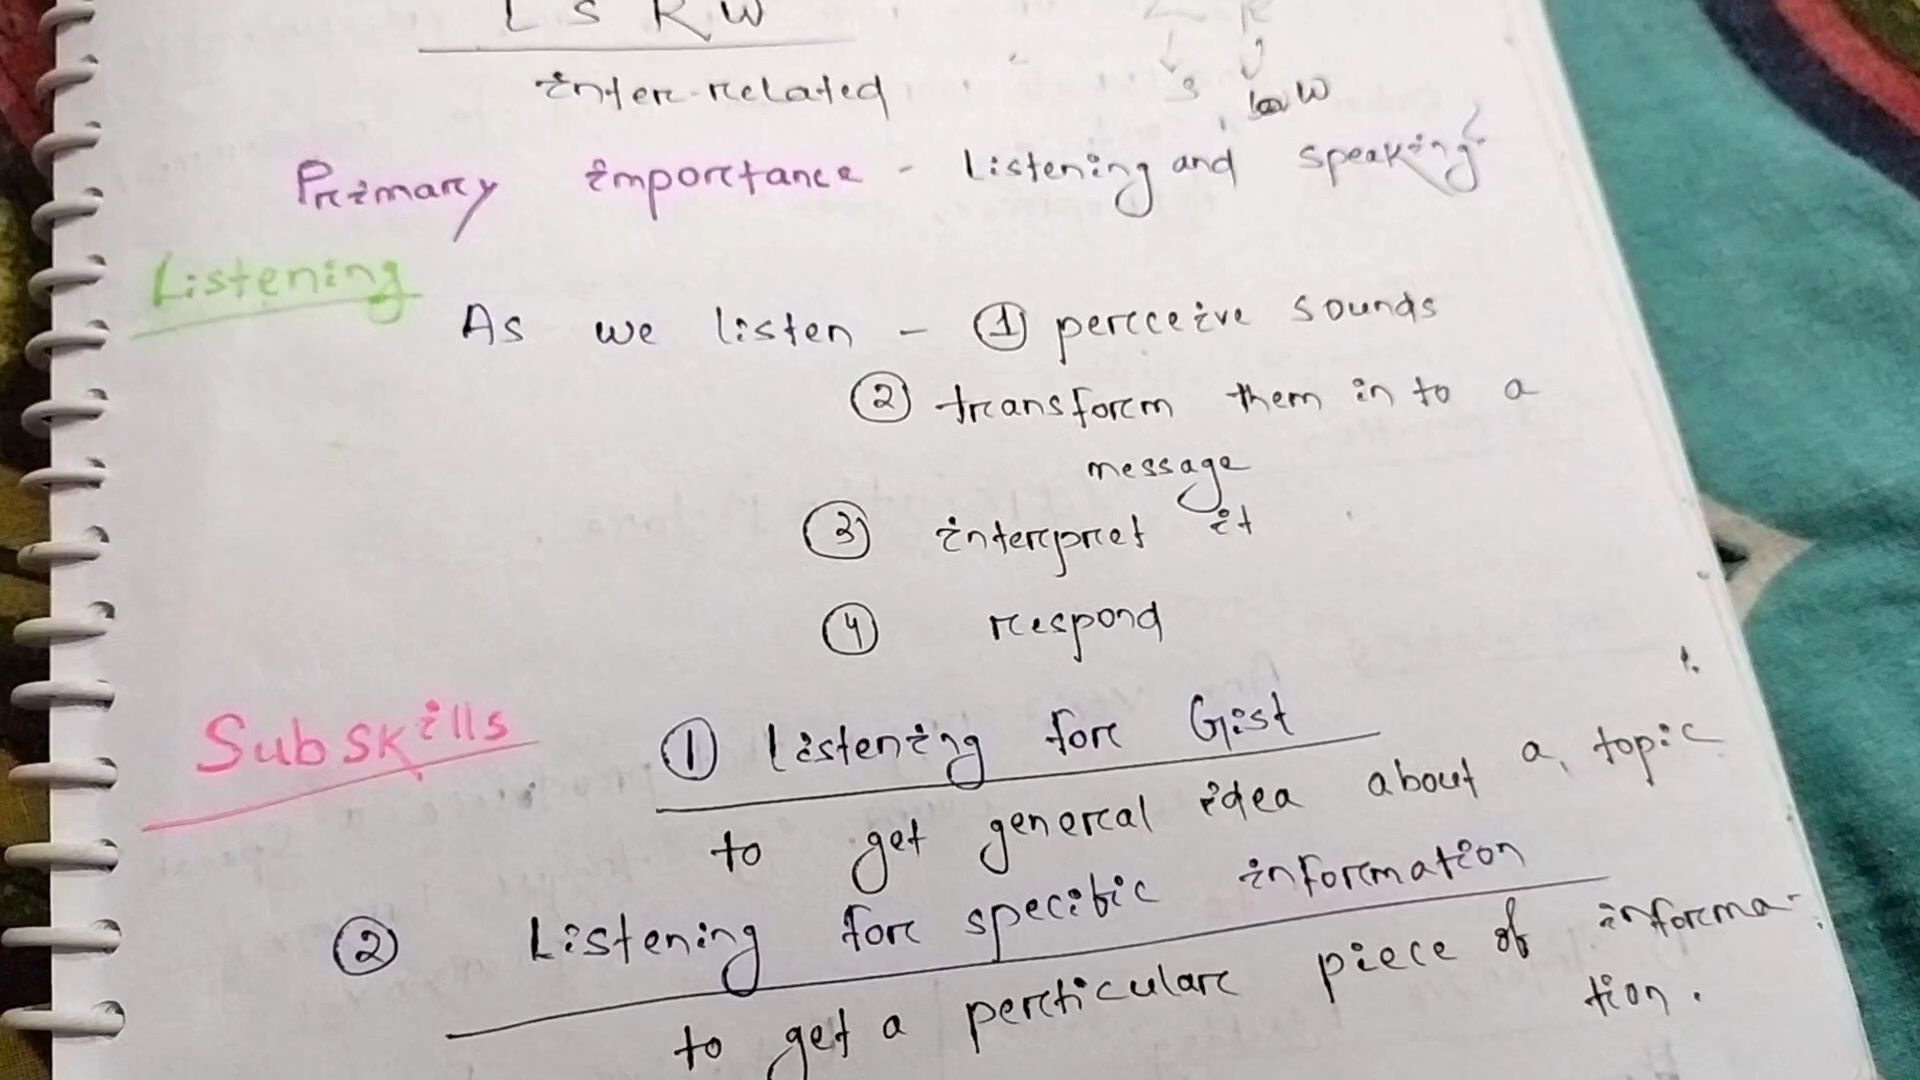 L S R W
inter-related
L R
s W
Primary importance - Listening and speaking
Listening
As we listen - ① perceive sounds
② transform them in to a
message
③ interpret it
④ respond
Subskills
① Listening for Gist
to get general idea about a topic
② Listening for specific information
to get a perticular piece of informa-
tion.